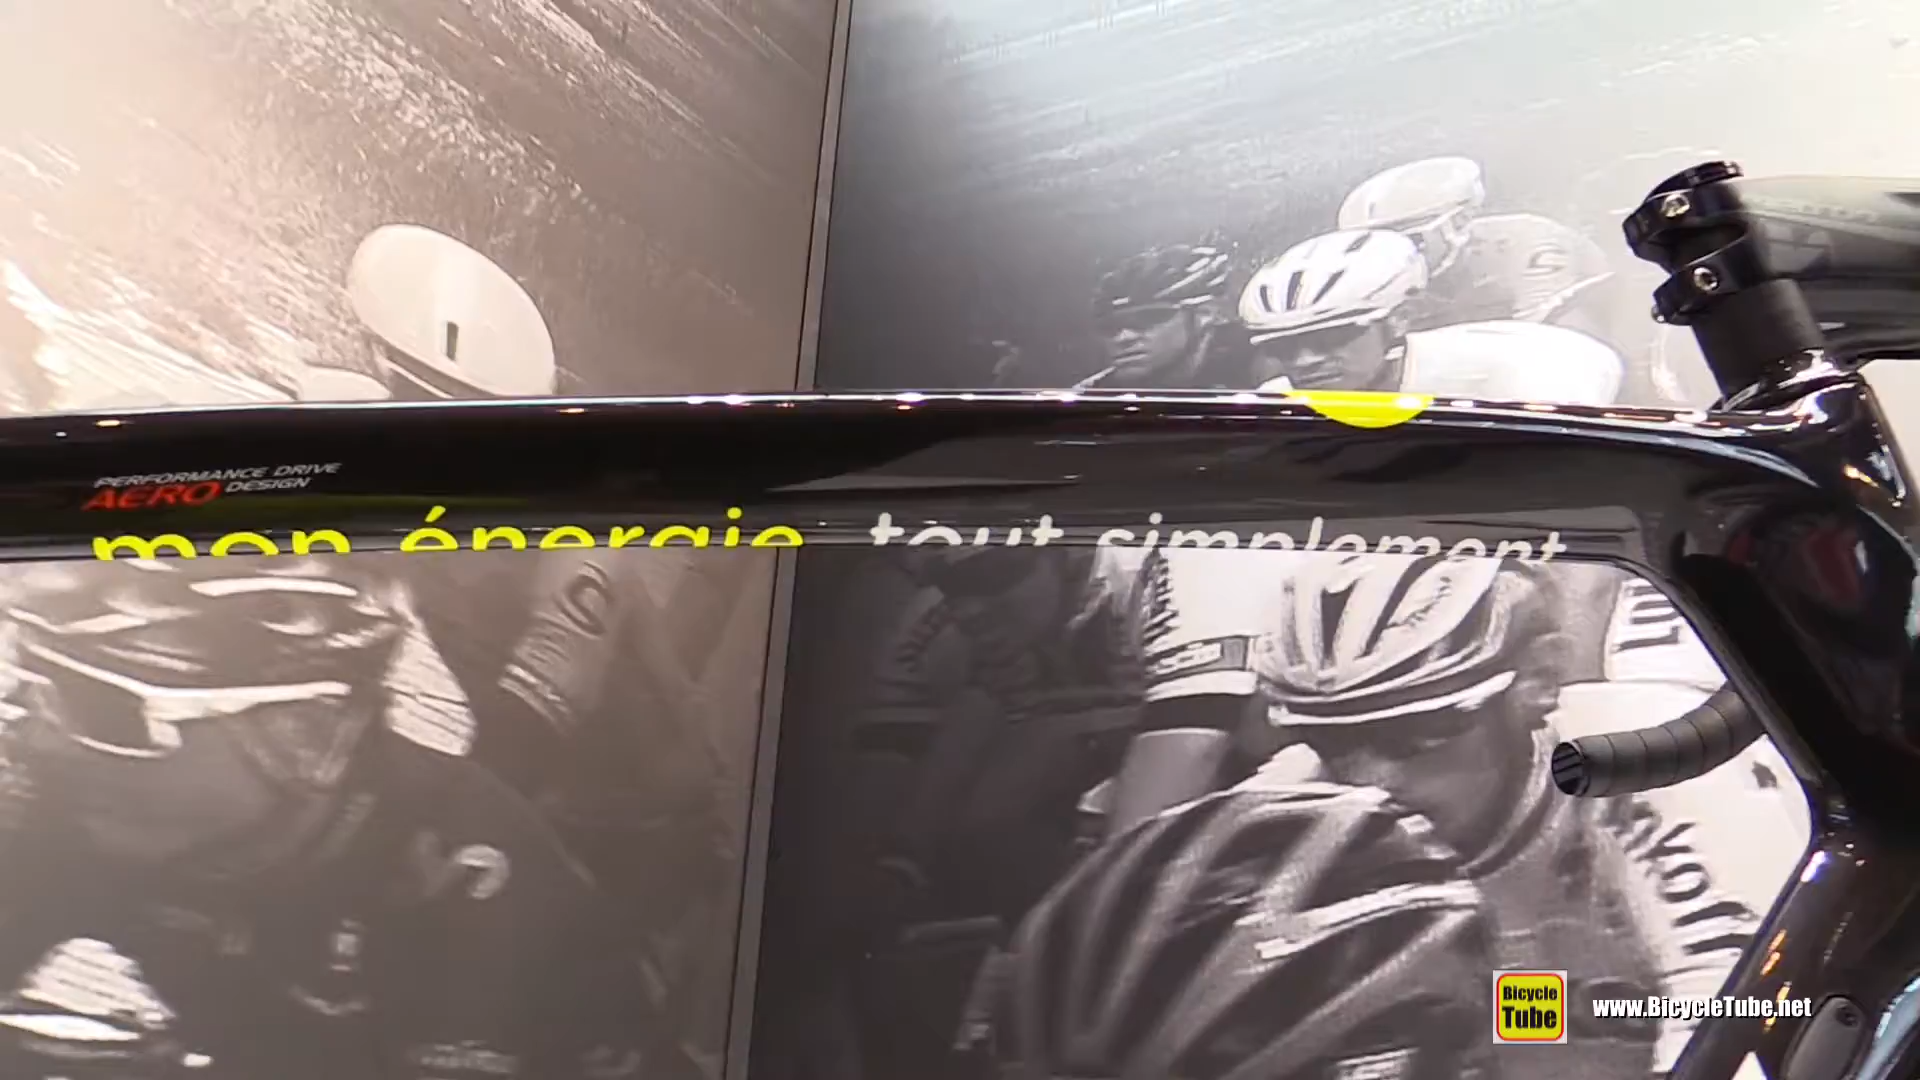 PERFORMANCE DRIVE
AERO DESIGN
mon énergie tout simplement
Bicycle
Tube
www.BicycleTube.net